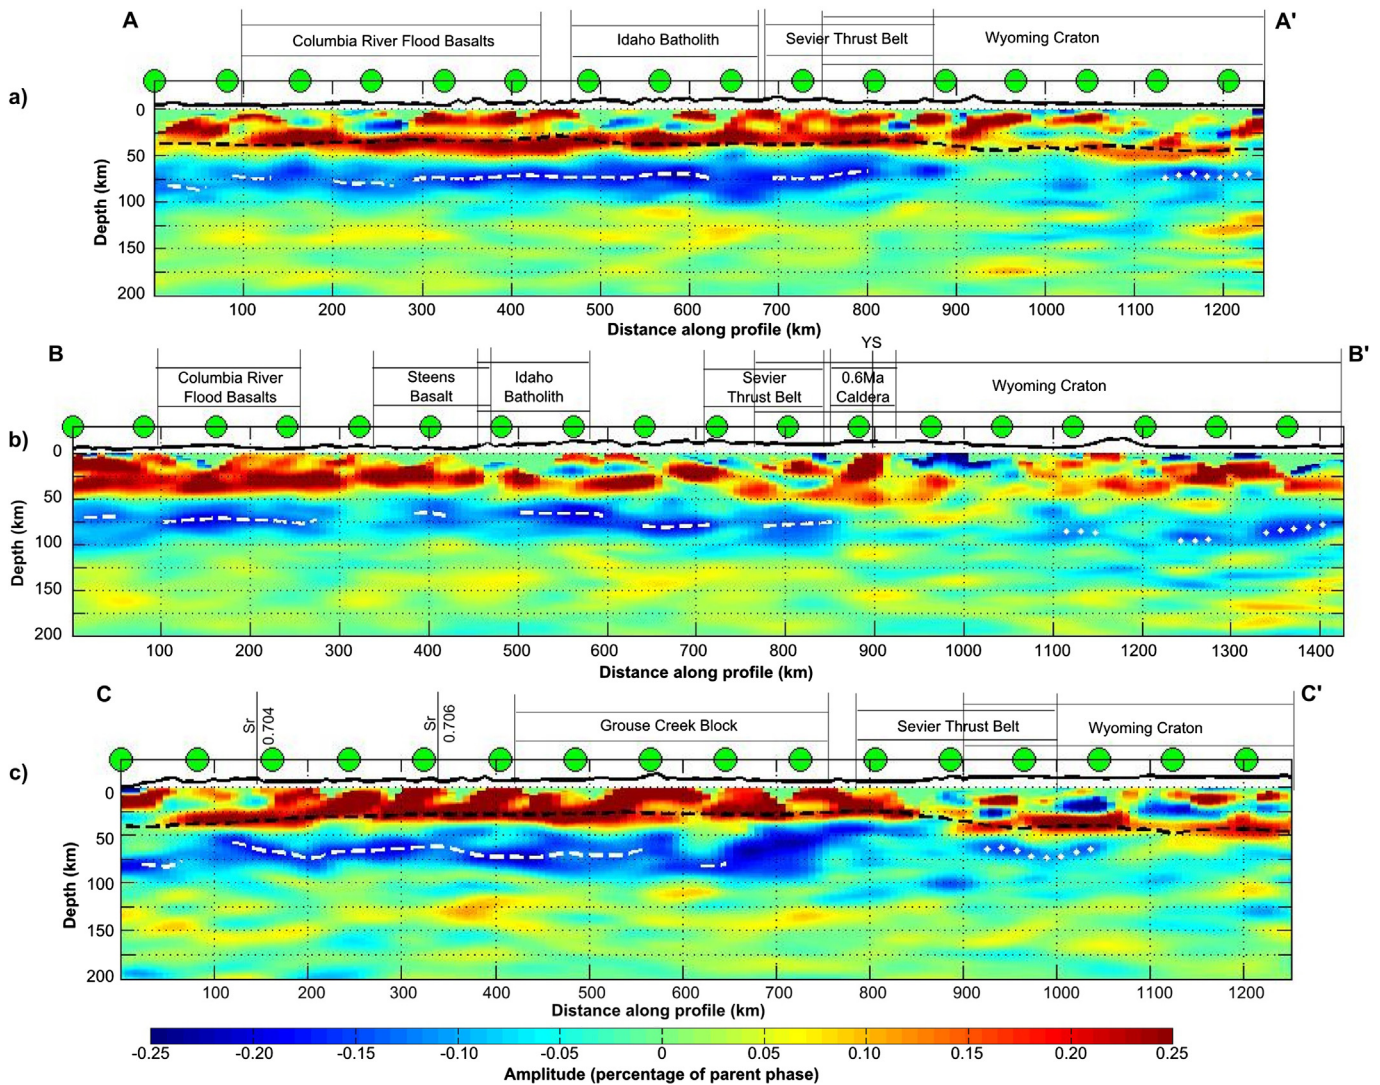 A
A'
Columbia River Flood Basalts
Idaho Batholith
Sevier Thrust Belt
Wyoming Craton
a)
0
50
100
150
200
Depth (km)
100 200 300 400 500 600 700 800 900 1000 1100 1200
Distance along profile (km)
B
YS
B'
Columbia River
Flood Basalts
Steens
Basalt
Idaho
Batholith
Sevier
Thrust Belt
0.6Ma
Caldera
Wyoming Craton
b)
0
50
100
150
200
Depth (km)
100 200 300 400 500 600 700 800 900 1000 1100 1200 1300 1400
Distance along profile (km)
C
C'
Sr
0.704
Sr
0.706
Grouse Creek Block
Sevier Thrust Belt
Wyoming Craton
c)
0
50
100
150
200
Depth (km)
100 200 300 400 500 600 700 800 900 1000 1100 1200
Distance along profile (km)
-0.25 -0.20 -0.15 -0.10 -0.05 0 0.05 0.10 0.15 0.20 0.25
Amplitude (percentage of parent phase)